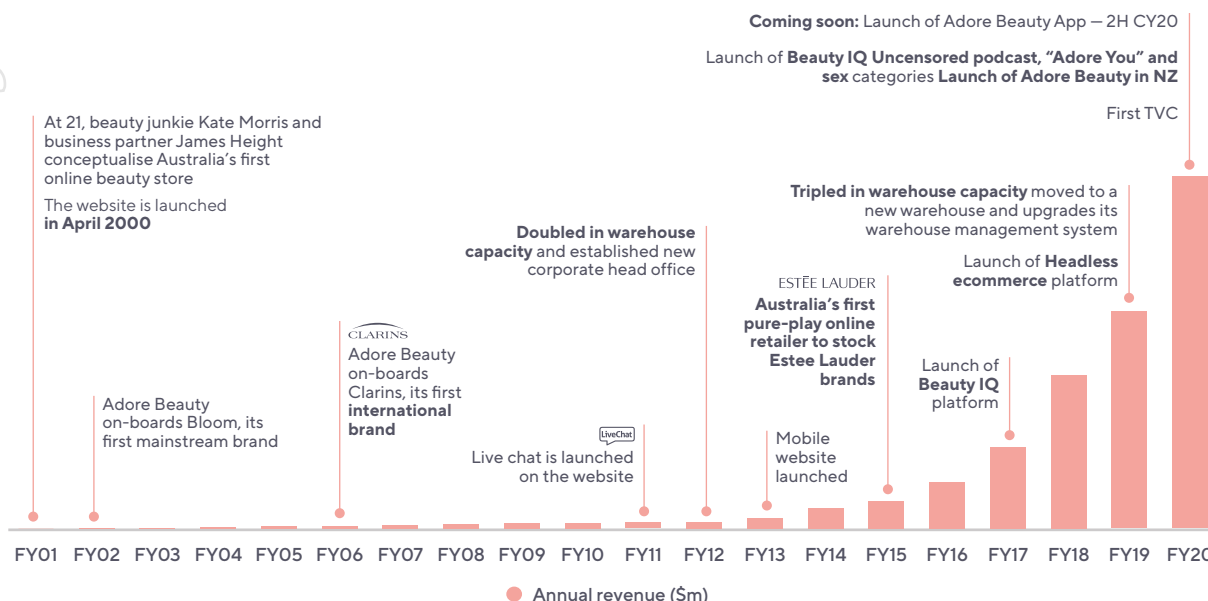 Coming soon: Launch of Adore Beauty App — 2H CY20
Launch of Beauty IQ Uncensored podcast, “Adore You” and
sex categories Launch of Adore Beauty in NZ
First TVC
At 21, beauty junkie Kate Morris and
business partner James Height
conceptualise Australia’s first
online beauty store
The website is launched
in April 2000
Tripled in warehouse capacity moved to a
new warehouse and upgrades its
warehouse management system
Launch of Headless
ecommerce platform
Doubled in warehouse
capacity and established new
corporate head office
ESTĒE LAUDER
Australia’s first
pure-play online
retailer to stock
Estee Lauder
brands
CLARINS
Adore Beauty
on-boards
Clarins, its first
international
brand
Launch of
Beauty IQ
platform
Adore Beauty
on-boards Bloom, its
first mainstream brand
LiveChat
Live chat is launched
on the website
Mobile
website
launched
FY01 FY02 FY03 FY04 FY05 FY06 FY07 FY08 FY09 FY10 FY11 FY12 FY13 FY14 FY15 FY16 FY17 FY18 FY19 FY20
Annual revenue ($m)